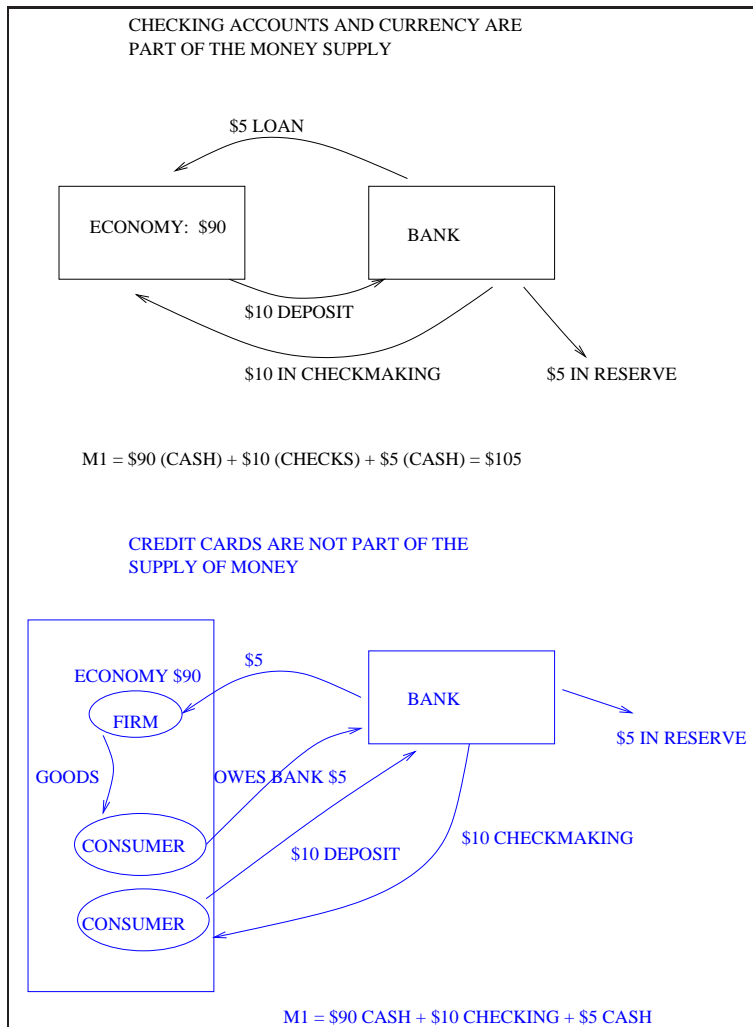 CHECKING ACCOUNTS AND CURRENCY ARE
PART OF THE MONEY SUPPLY
$5 LOAN
ECONOMY: $90
BANK
$10 DEPOSIT
$10 IN CHECKMAKING
$5 IN RESERVE
M1 = $90 (CASH) + $10 (CHECKS) + $5 (CASH) = $105
CREDIT CARDS ARE NOT PART OF THE
SUPPLY OF MONEY
$5
ECONOMY $90
BANK
FIRM
$5 IN RESERVE
GOODS
OWES BANK $5
CONSUMER
$10 DEPOSIT
$10 CHECKMAKING
CONSUMER
M1 = $90 CASH + $10 CHECKING + $5 CASH